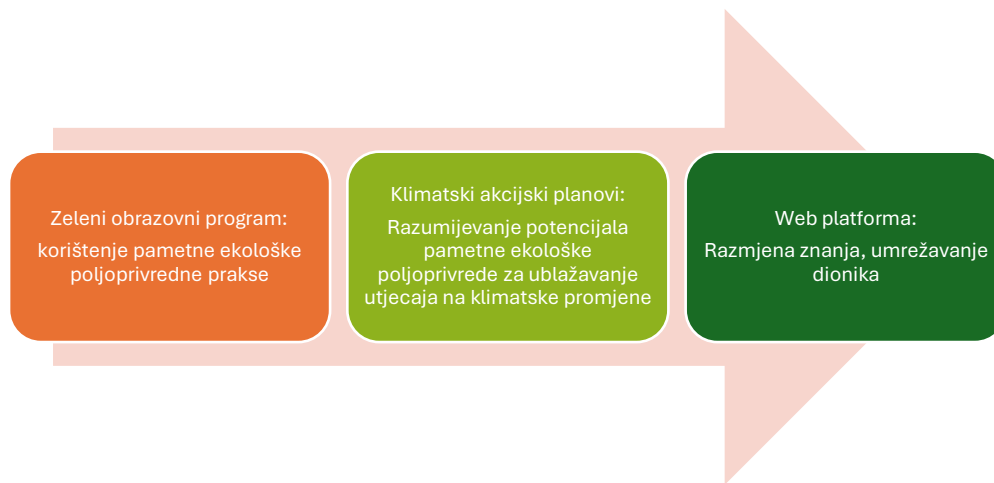 Zeleni obrazovni program:
korištenje pametne ekološke
poljoprivredne prakse
Klimatski akcijski planovi:
Razumijevanje potencijala
pametne ekološke
poljoprivrede za ublažavanje
utjecaja na klimatske promjene
Web platforma:
Razmjena znanja, umrežavanje
dionika